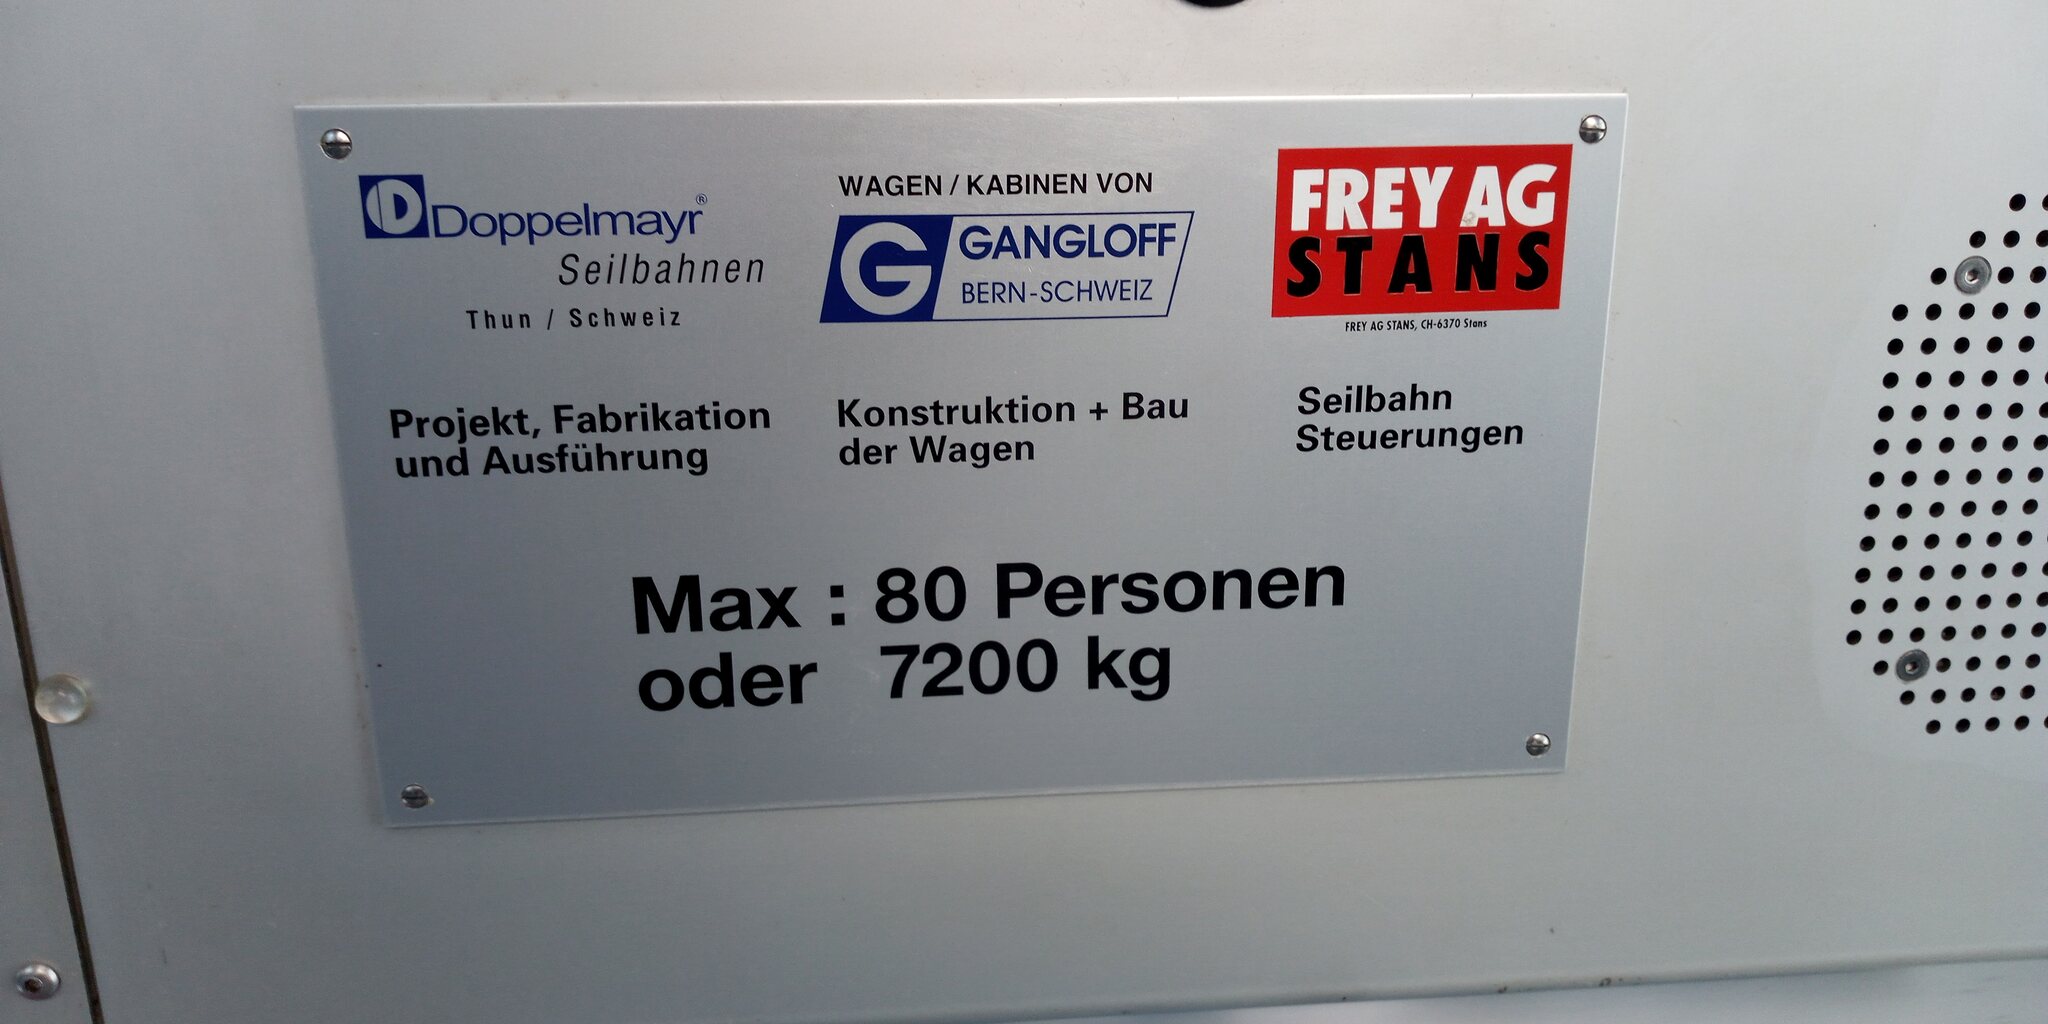 Doppelmayr®
Seilbahnen
Thun / Schweiz
Projekt, Fabrikation
und Ausführung
WAGEN / KABINEN VON
G GANGLOFF
BERN-SCHWEIZ
Konstruktion + Bau
der Wagen
FREY AG
STANS
FREY AG STANS, CH-6370 Stans
Seilbahn
Steuerungen
Max : 80 Personen
oder 7200 kg